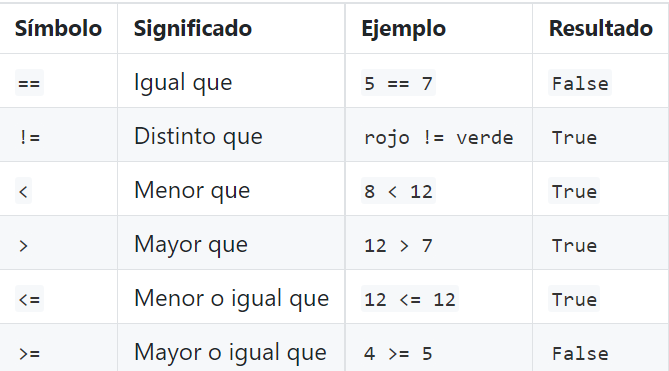 Símbolo Significado Ejemplo Resultado
== Igual que 5 == 7 False
!= Distinto que rojo != verde True
< Menor que 8 < 12 True
> Mayor que 12 > 7 True
<= Menor o igual que 12 <= 12 True
>= Mayor o igual que 4 >= 5 False